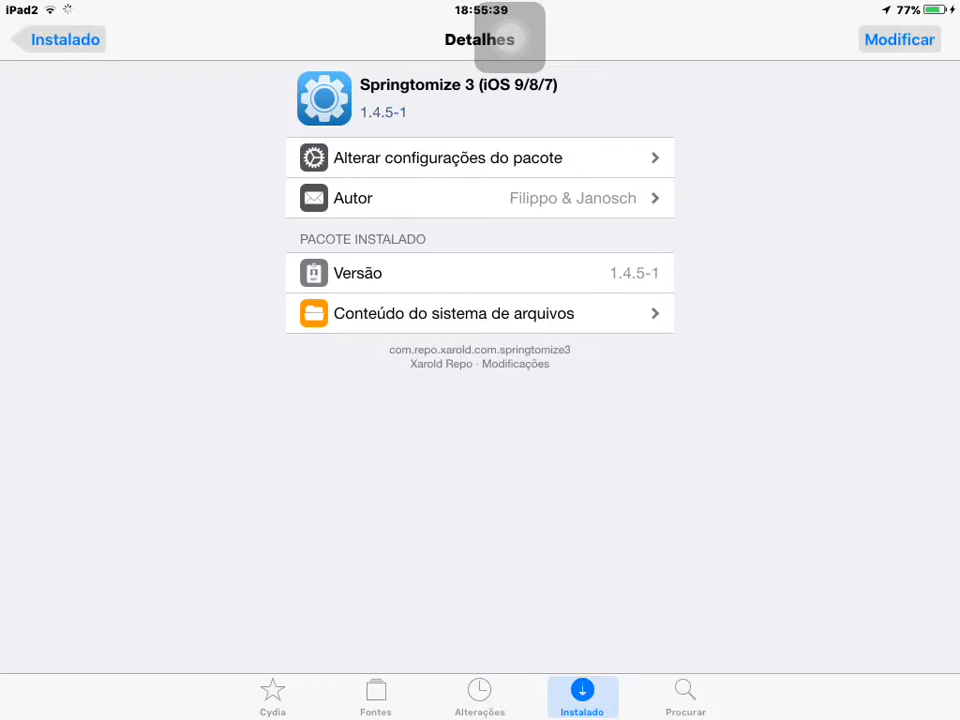 iPad2 18:55:39 77%
Instalado Detalhes Modificar
Springtomize 3 (iOS 9/8/7)
1.4.5-1
Alterar configurações do pacote
Autor Filippo & Janosch
PACOTE INSTALADO
Versão 1.4.5-1
Conteúdo do sistema de arquivos
com.repo.xarold.com.springtomize3
Xarold Repo · Modificações
Cydia Fontes Alterações Instalado Procurar